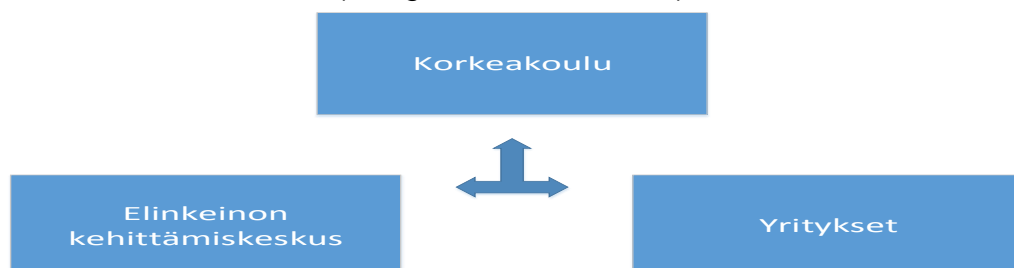 Korkeakoulu
Elinkeinon
kehittämiskeskus
Yritykset